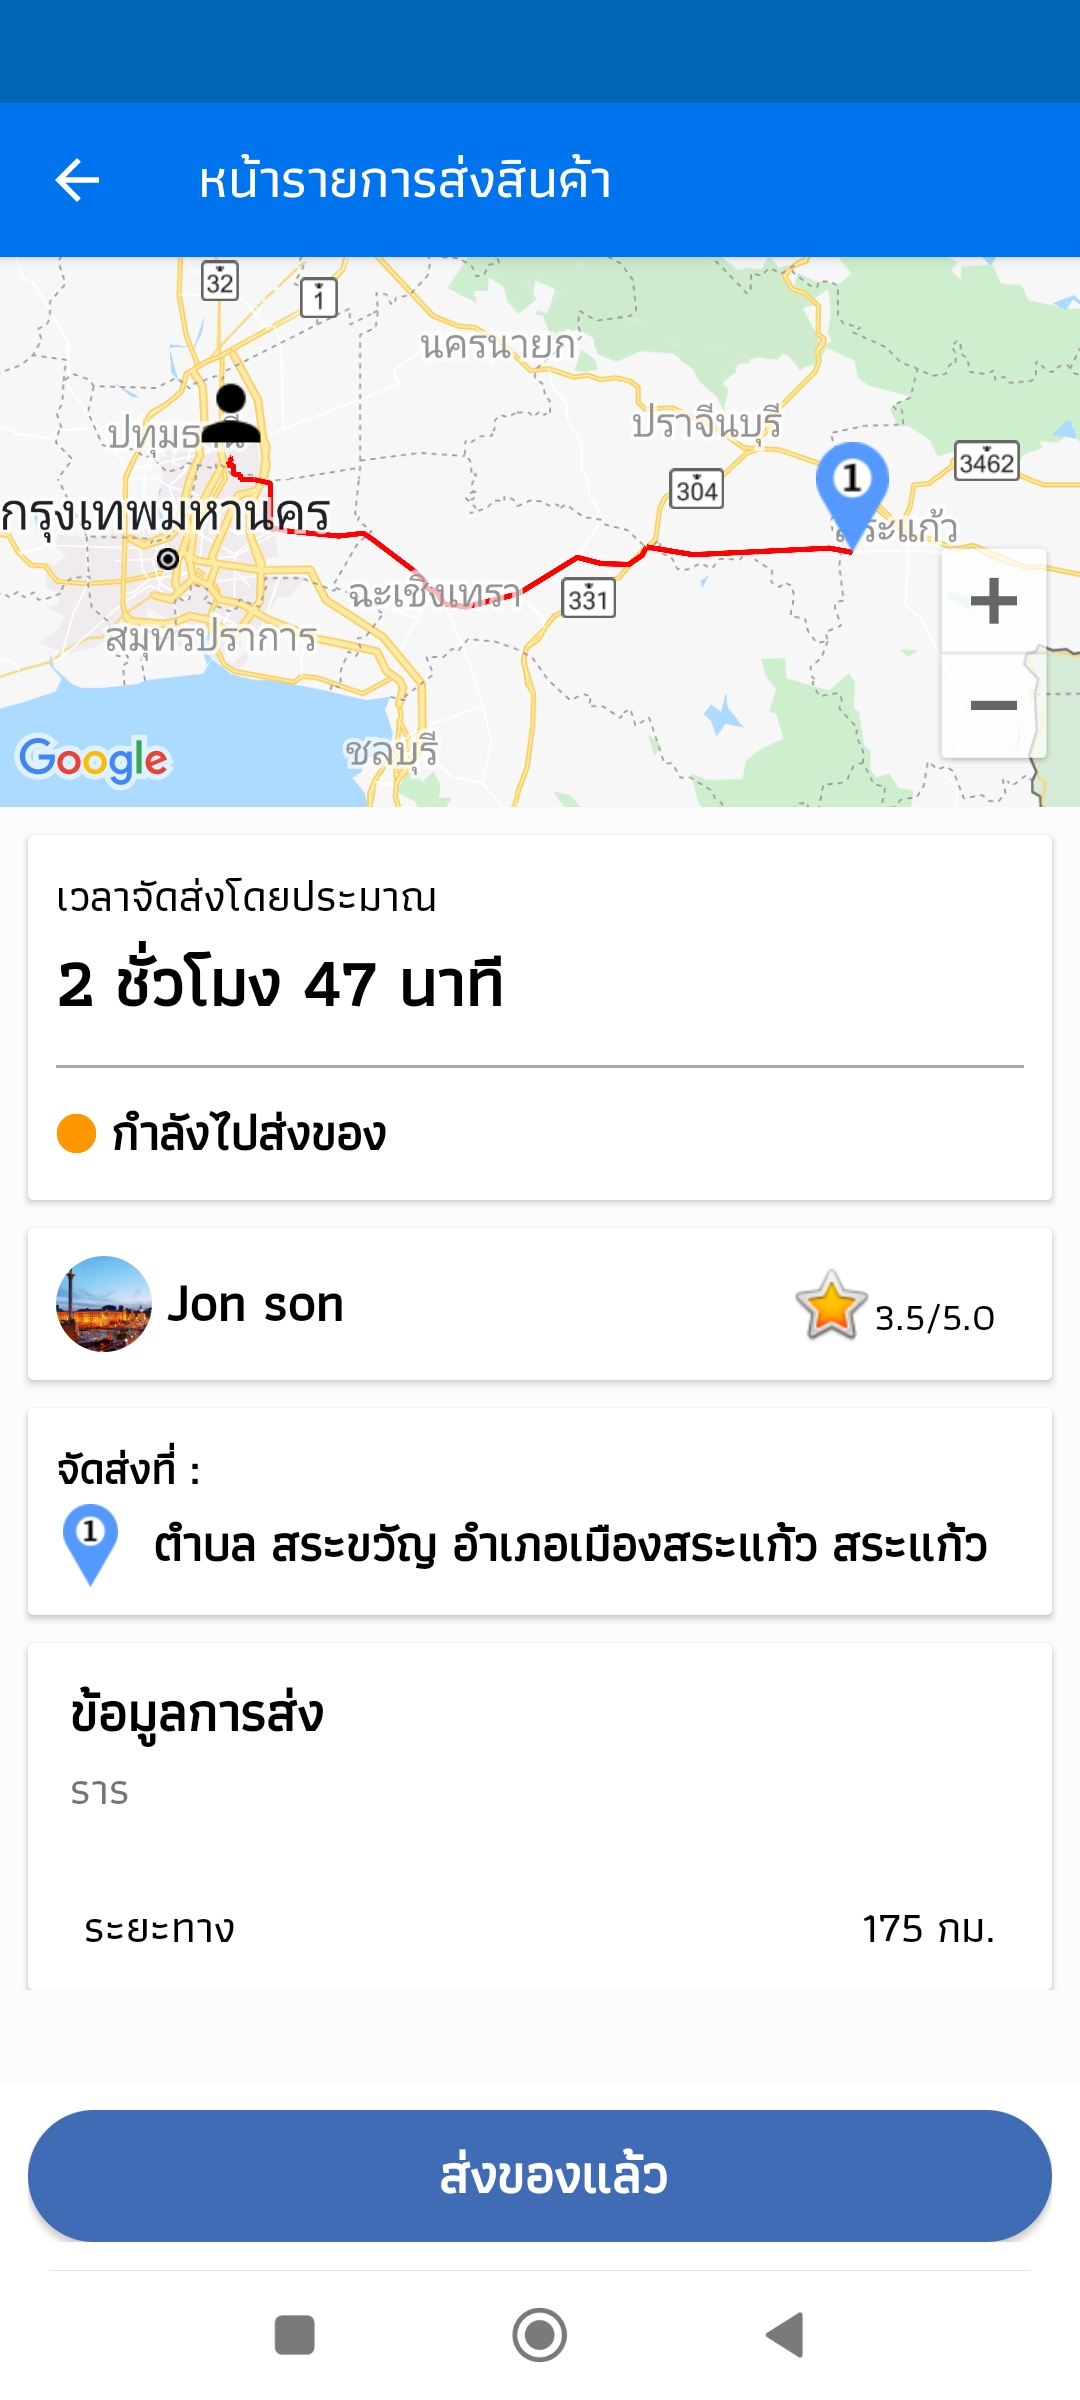 หน้ารายการส่งสินค้า
32
1
นครนายก
ปทุมธานี
ปราจีนบุรี
304
1
3462
กรุงเทพมหานคร
สระแก้ว
ฉะเชิงเทรา
331
+
สมุทรปราการ
−
ชลบุรี
Google
เวลาจัดส่งโดยประมาณ
2 ชั่วโมง 47 นาที
กำลังไปส่งของ
Jon son
3.5/5.0
จัดส่งที่ :
1
ตำบล สระขวัญ อำเภอเมืองสระแก้ว สระแก้ว
ข้อมูลการส่ง
ราร
ระยะทาง 175 กม.
ส่งของแล้ว